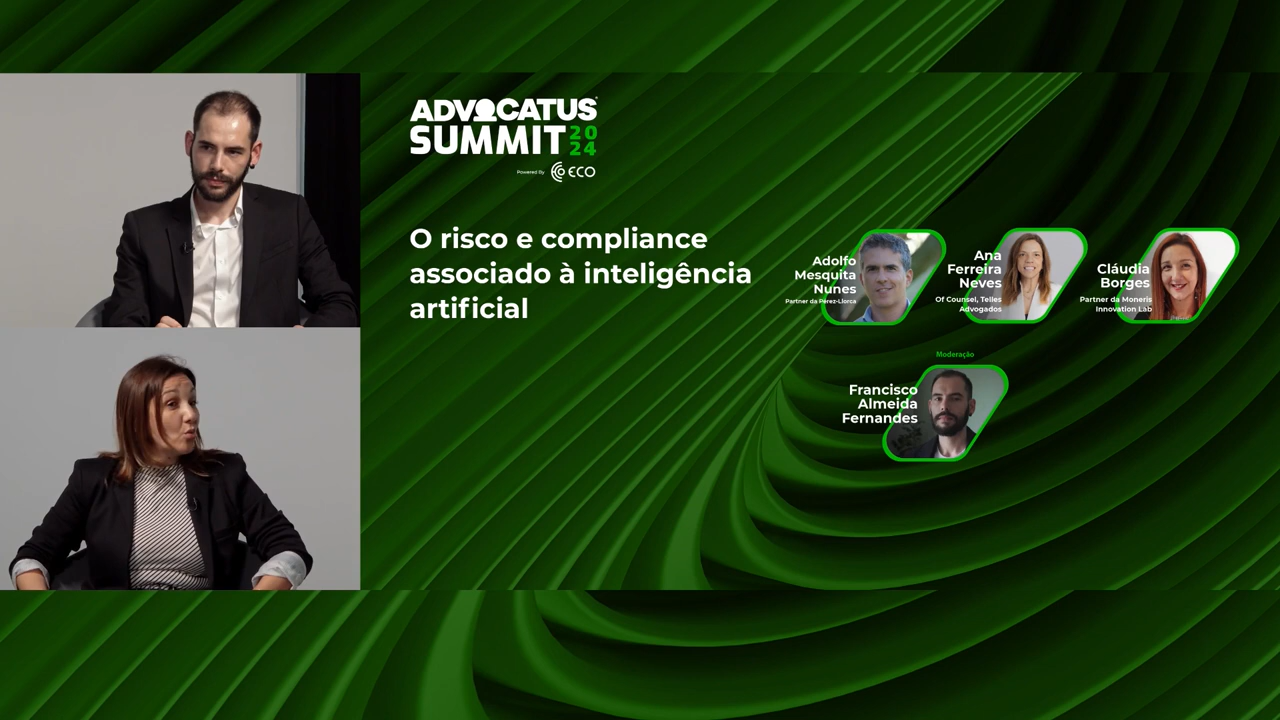 ADVOCATUS
SUMMIT 2024
Powered By ECO
O risco e compliance
associado à inteligência
artificial
Adolfo
Mesquita
Nunes
Partner da Pérez-Llorca
Ana
Ferreira
Neves
Of Counsel, Telles
Advogados
Cláudia
Borges
Partner da Moneris
Innovation Lab
Moderação
Francisco
Almeida
Fernandes